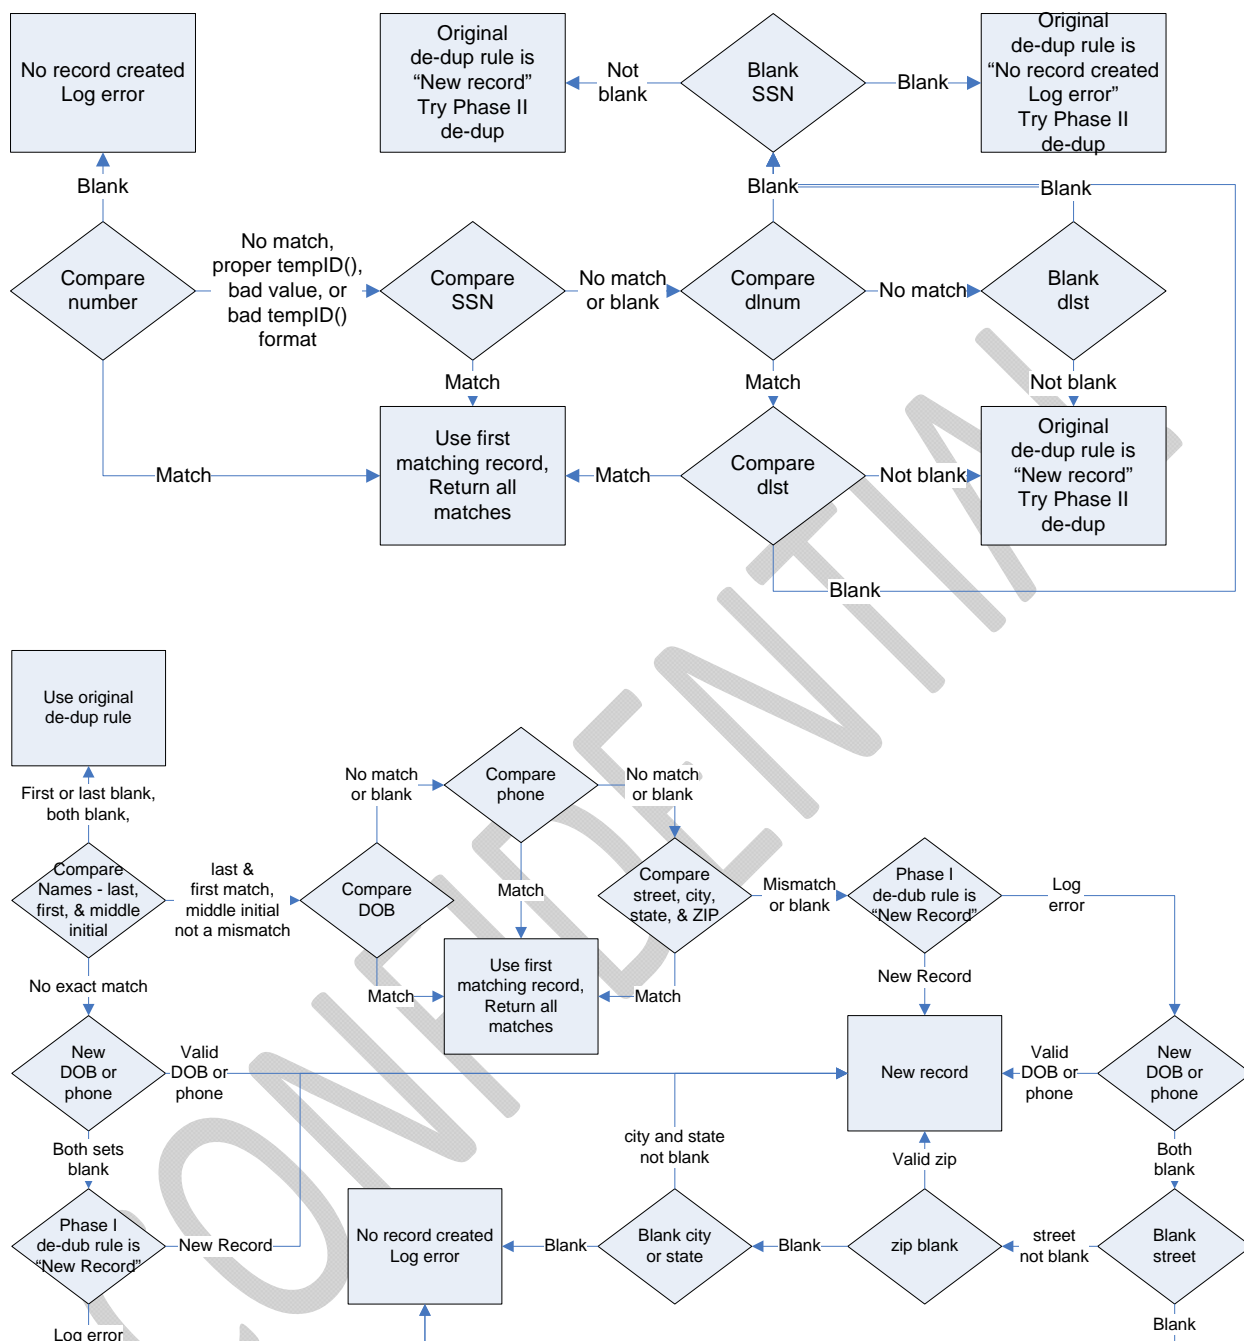 No record created
Log error
Original
de-dup rule is
“New record”
Try Phase II
de-dup
Not
blank
Blank
SSN
Blank
Original
de-dup rule is
“No record created
Log error”
Try Phase II
de-dup
Blank
Blank
Blank
Compare
number
No match,
proper tempID(),
bad value, or
bad tempID()
format
Compare
SSN
No match
or blank
Compare
dlnum
No match
Blank
dlst
Match
Match
Not blank
Match
Use first
matching record,
Return all
matches
Match
Compare
dlst
Not blank
Original
de-dup rule is
“New record”
Try Phase II
de-dup
Blank
Use original
de-dup rule
First or last blank,
both blank,
Compare
Names - last,
first, & middle
initial
last &
first match,
middle initial
not a mismatch
No match
or blank
Compare
DOB
Compare
phone
No match
or blank
Match
Compare
street, city,
state, & ZIP
Mismatch
or blank
Phase I
de-dub rule is
“New Record”
Log
error
Match
Use first
matching record,
Return all
matches
Match
New Record
No exact match
New
DOB or
phone
Valid
DOB or
phone
New record
Valid
DOB or
phone
New
DOB or
phone
Both sets
blank
city and state
not blank
Valid zip
Both
blank
Phase I
de-dub rule is
“New Record”
New Record
No record created
Log error
Blank
Blank city
or state
Blank
zip blank
street
not blank
Blank
street
Log error
Blank
CONFIDENTIAL